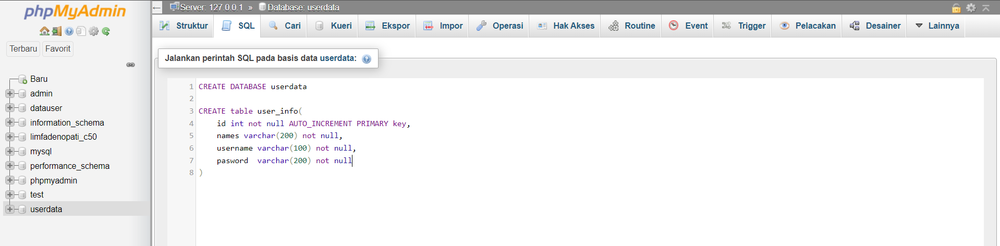 phpMyAdmin
Terbaru Favorit
Baru
admin
datauser
information_schema
limfadenopati_c50
mysql
performance_schema
phpmyadmin
test
userdata
← Server: 127.0.0.1 » Database: userdata
Struktur SQL Cari Kueri Ekspor Impor Operasi Hak Akses Routine Event Trigger Pelacakan Desainer Lainnya
Jalankan perintah SQL pada basis data userdata:
1 CREATE DATABASE userdata
2
3 CREATE table user_info(
4 id int not null AUTO_INCREMENT PRIMARY key,
5 names varchar(200) not null,
6 username varchar(100) not null,
7 pasword varchar(200) not null
8 )